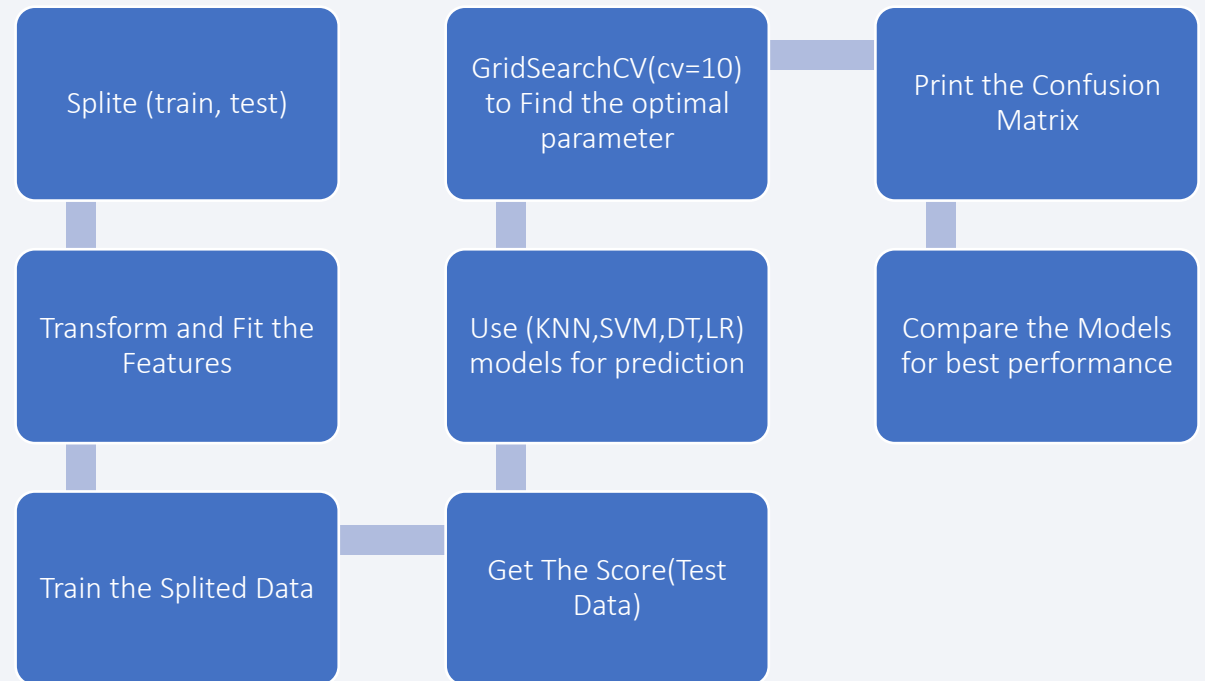 Splite (train, test)
Transform and Fit the
Features
Train the Splited Data
Get The Score(Test
Data)
Use (KNN,SVM,DT,LR)
models for prediction
GridSearchCV(cv=10)
to Find the optimal
parameter
Print the Confusion
Matrix
Compare the Models
for best performance